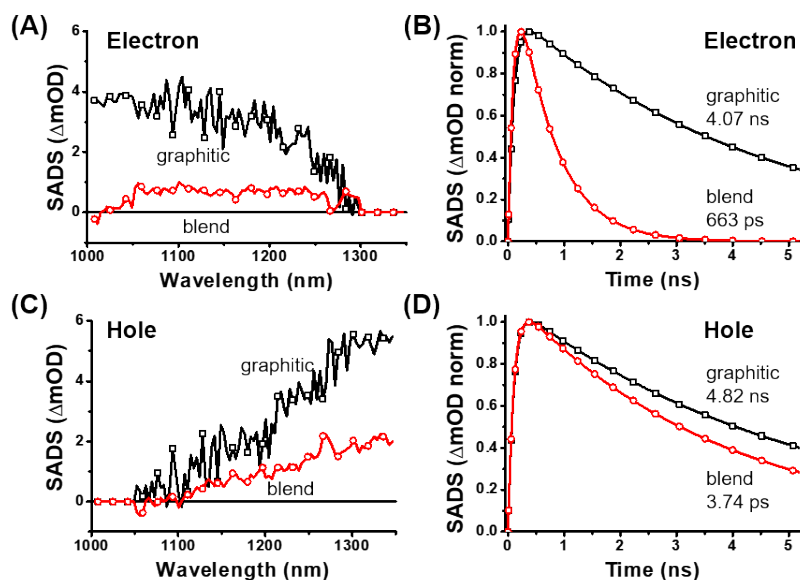 (A)
Electron
SADS (ΔmOD)
6
4
2
0
graphitic
blend
1000 1100 1200 1300
Wavelength (nm)
(B)
Electron
SADS (ΔmOD norm)
1.0
0.8
0.6
0.4
0.2
0.0
graphitic
4.07 ns
blend
663 ps
0 1 2 3 4 5
Time (ns)
(C)
Hole
SADS (ΔmOD)
6
4
2
0
graphitic
blend
1000 1100 1200 1300
Wavelength (nm)
(D)
Hole
SADS (ΔmOD norm)
1.0
0.8
0.6
0.4
0.2
0.0
graphitic
4.82 ns
blend
3.74 ps
0 1 2 3 4 5
Time (ns)